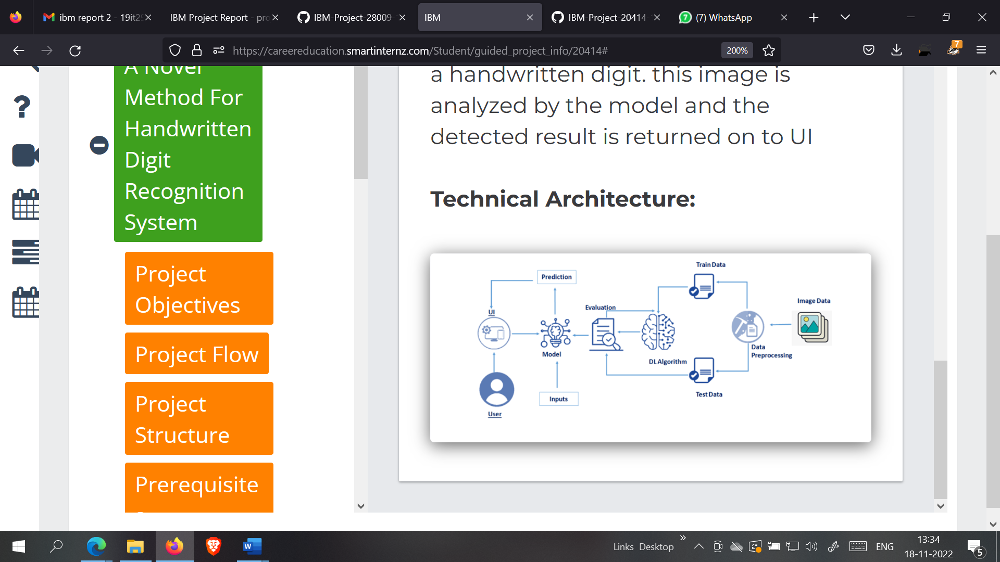 ibm report 2 - 19it29
IBM Project Report - pro
IBM-Project-28009-
IBM
IBM-Project-20414-
7
(7) WhatsApp
https://careereducation.smartinternz.com/Student/guided_project_info/20414#
200%
7
A Novel
Method For
Handwritten
Digit
Recognition
System
Project
Objectives
Project Flow
Project
Structure
Prerequisite
a handwritten digit. this image is
analyzed by the model and the
detected result is returned on to UI
Technical Architecture:
Train Data
Prediction
Image Data
Evaluation
UI
Data
Preprocessing
Model
DL Algorithm
Test Data
Inputs
User
W
Links Desktop
ENG
13:34
18-11-2022
5